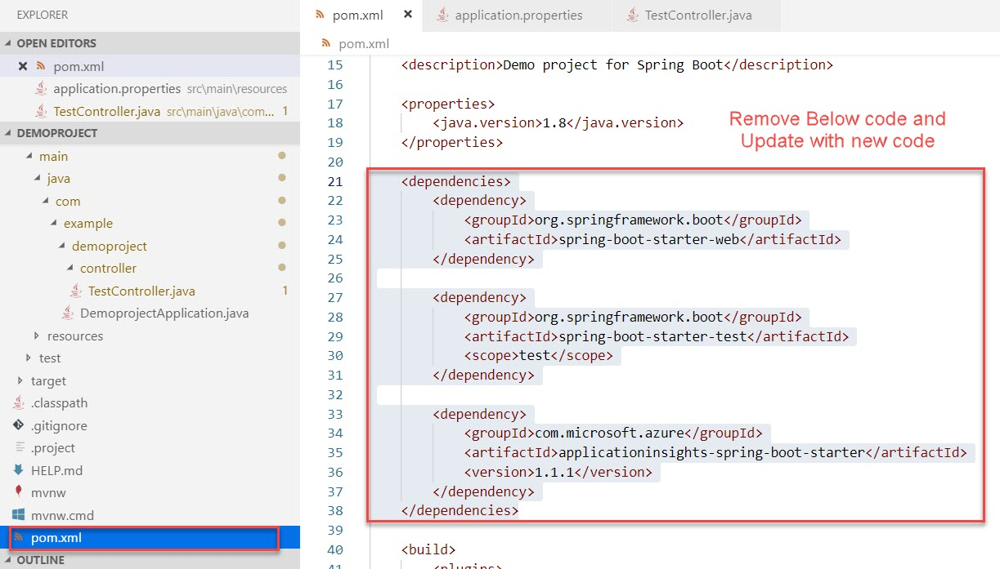 EXPLORER
OPEN EDITORS
pom.xml
application.properties src\main\resources
TestController.java src\main\java\com... 1
DEMOPROJECT
main
java
com
example
demoproject
controller
TestController.java 1
DemoprojectApplication.java
resources
test
target
.classpath
.gitignore
.project
HELP.md
mvnw
mvnw.cmd
pom.xml
OUTLINE
pom.xml application.properties TestController.java
pom.xml
15 <description>Demo project for Spring Boot</description>
16
17 <properties>
18 <java.version>1.8</java.version>
19 </properties>
20
Remove Below code and
Update with new code
21 <dependencies>
22 <dependency>
23 <groupId>org.springframework.boot</groupId>
24 <artifactId>spring-boot-starter-web</artifactId>
25 </dependency>
26
27 <dependency>
28 <groupId>org.springframework.boot</groupId>
29 <artifactId>spring-boot-starter-test</artifactId>
30 <scope>test</scope>
31 </dependency>
32
33 <dependency>
34 <groupId>com.microsoft.azure</groupId>
35 <artifactId>applicationinsights-spring-boot-starter</artifactId>
36 <version>1.1.1</version>
37 </dependency>
38 </dependencies>
39
40 <build>
41 <plugins>